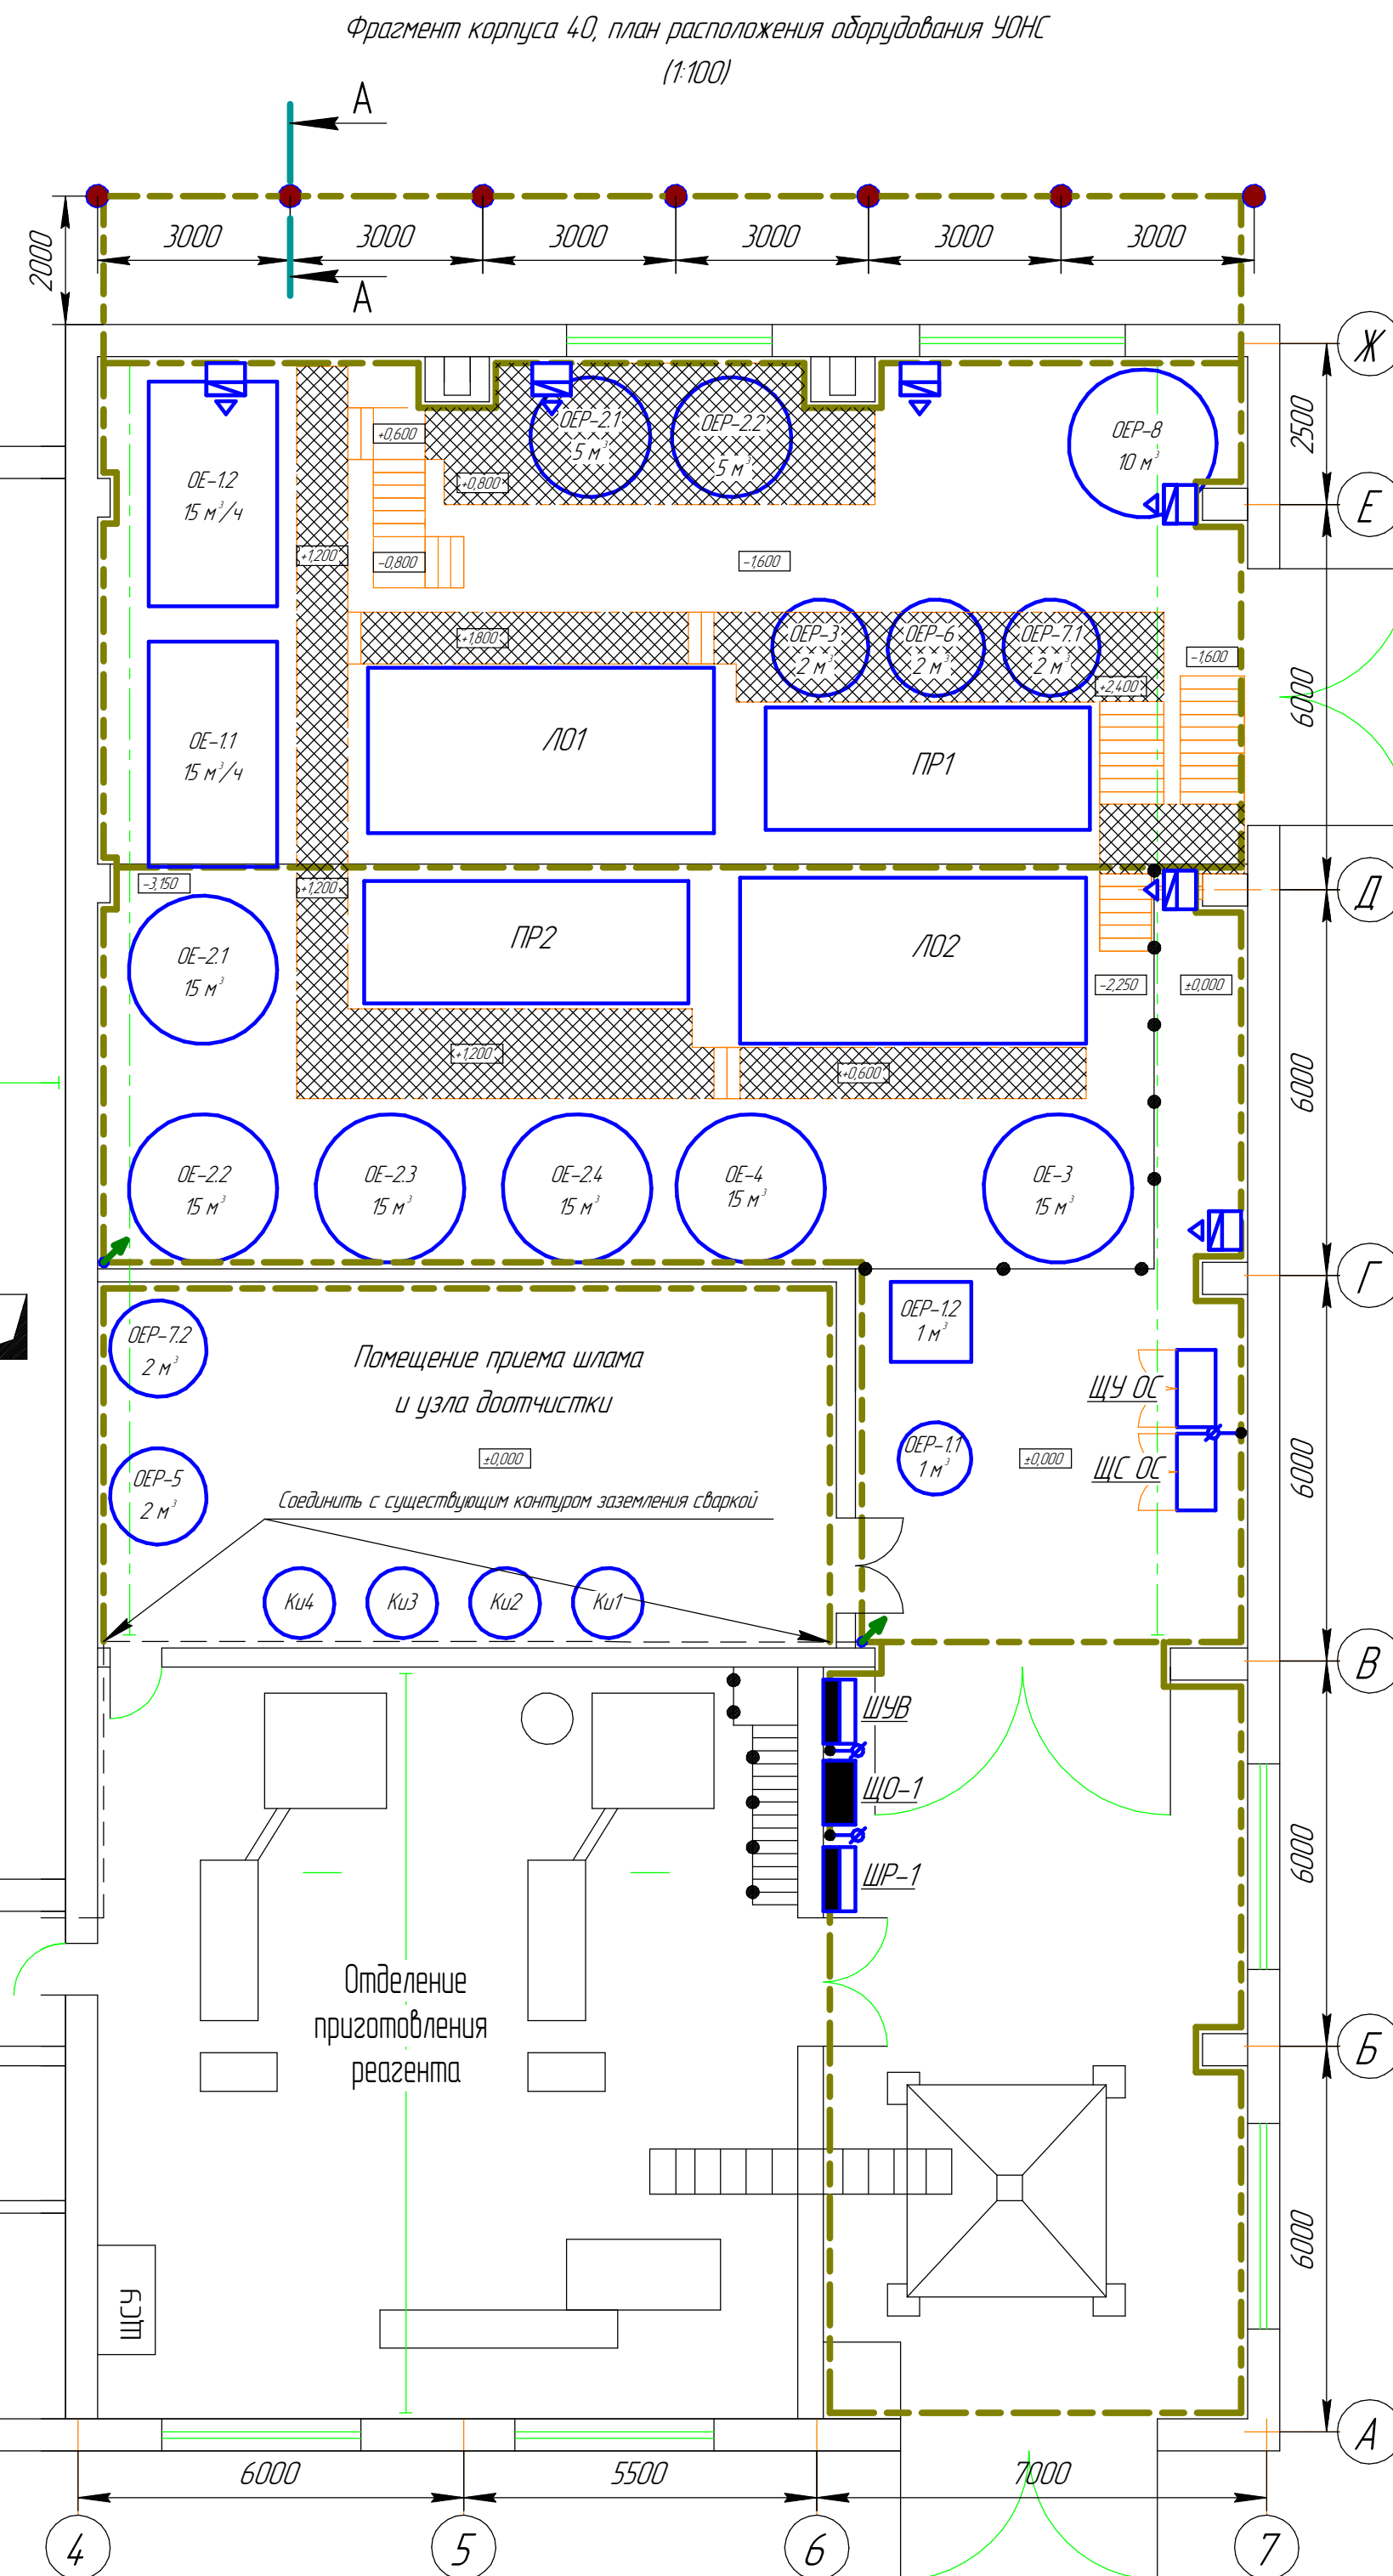 Фрагмент корпуса 40, план расположения оборудования УОНС
(1:100)
А
3000
3000
3000
3000
3000
3000
2000
А
Ж
ОЕР-2.1
5 м³
ОЕР-2.2
5 м³
ОЕР-8
10 м³
+0,600
+0,800
2500
ОЕ-1.2
15 м³/ч
Е
+1,200
-0,800
-1,600
+1,800
ОЕР-3
2 м³
ОЕР-6
2 м³
ОЕР-7.1
2 м³
-1,600
+2,400
6000
ОЕ-1.1
15 м³/ч
ЛО1
ПР1
-3,150
+1,200
Д
ОЕ-2.1
15 м³
ПР2
ЛО2
-2,250
±0,000
+1,200
+0,600
6000
ОЕ-2.2
15 м³
ОЕ-2.3
15 м³
ОЕ-2.4
15 м³
ОЕ-4
15 м³
ОЕ-3
15 м³
Г
ОЕР-7.2
2 м³
Помещение приема шлама
и узла доотчистки
±0,000
ОЕР-1.2
1 м³
ЩУ ОС
ОЕР-1.1
1 м³
±0,000
ЩС ОС
6000
ОЕР-5
2 м³
Соединить с существующим контуром заземления сваркой
Ки4
Ки3
Ки2
Ки1
В
ШУВ
ЩО-1
ШР-1
6000
Отделение
приготовления
реагента
Б
6000
ЩСУ
А
6000
5500
7000
4
5
6
7